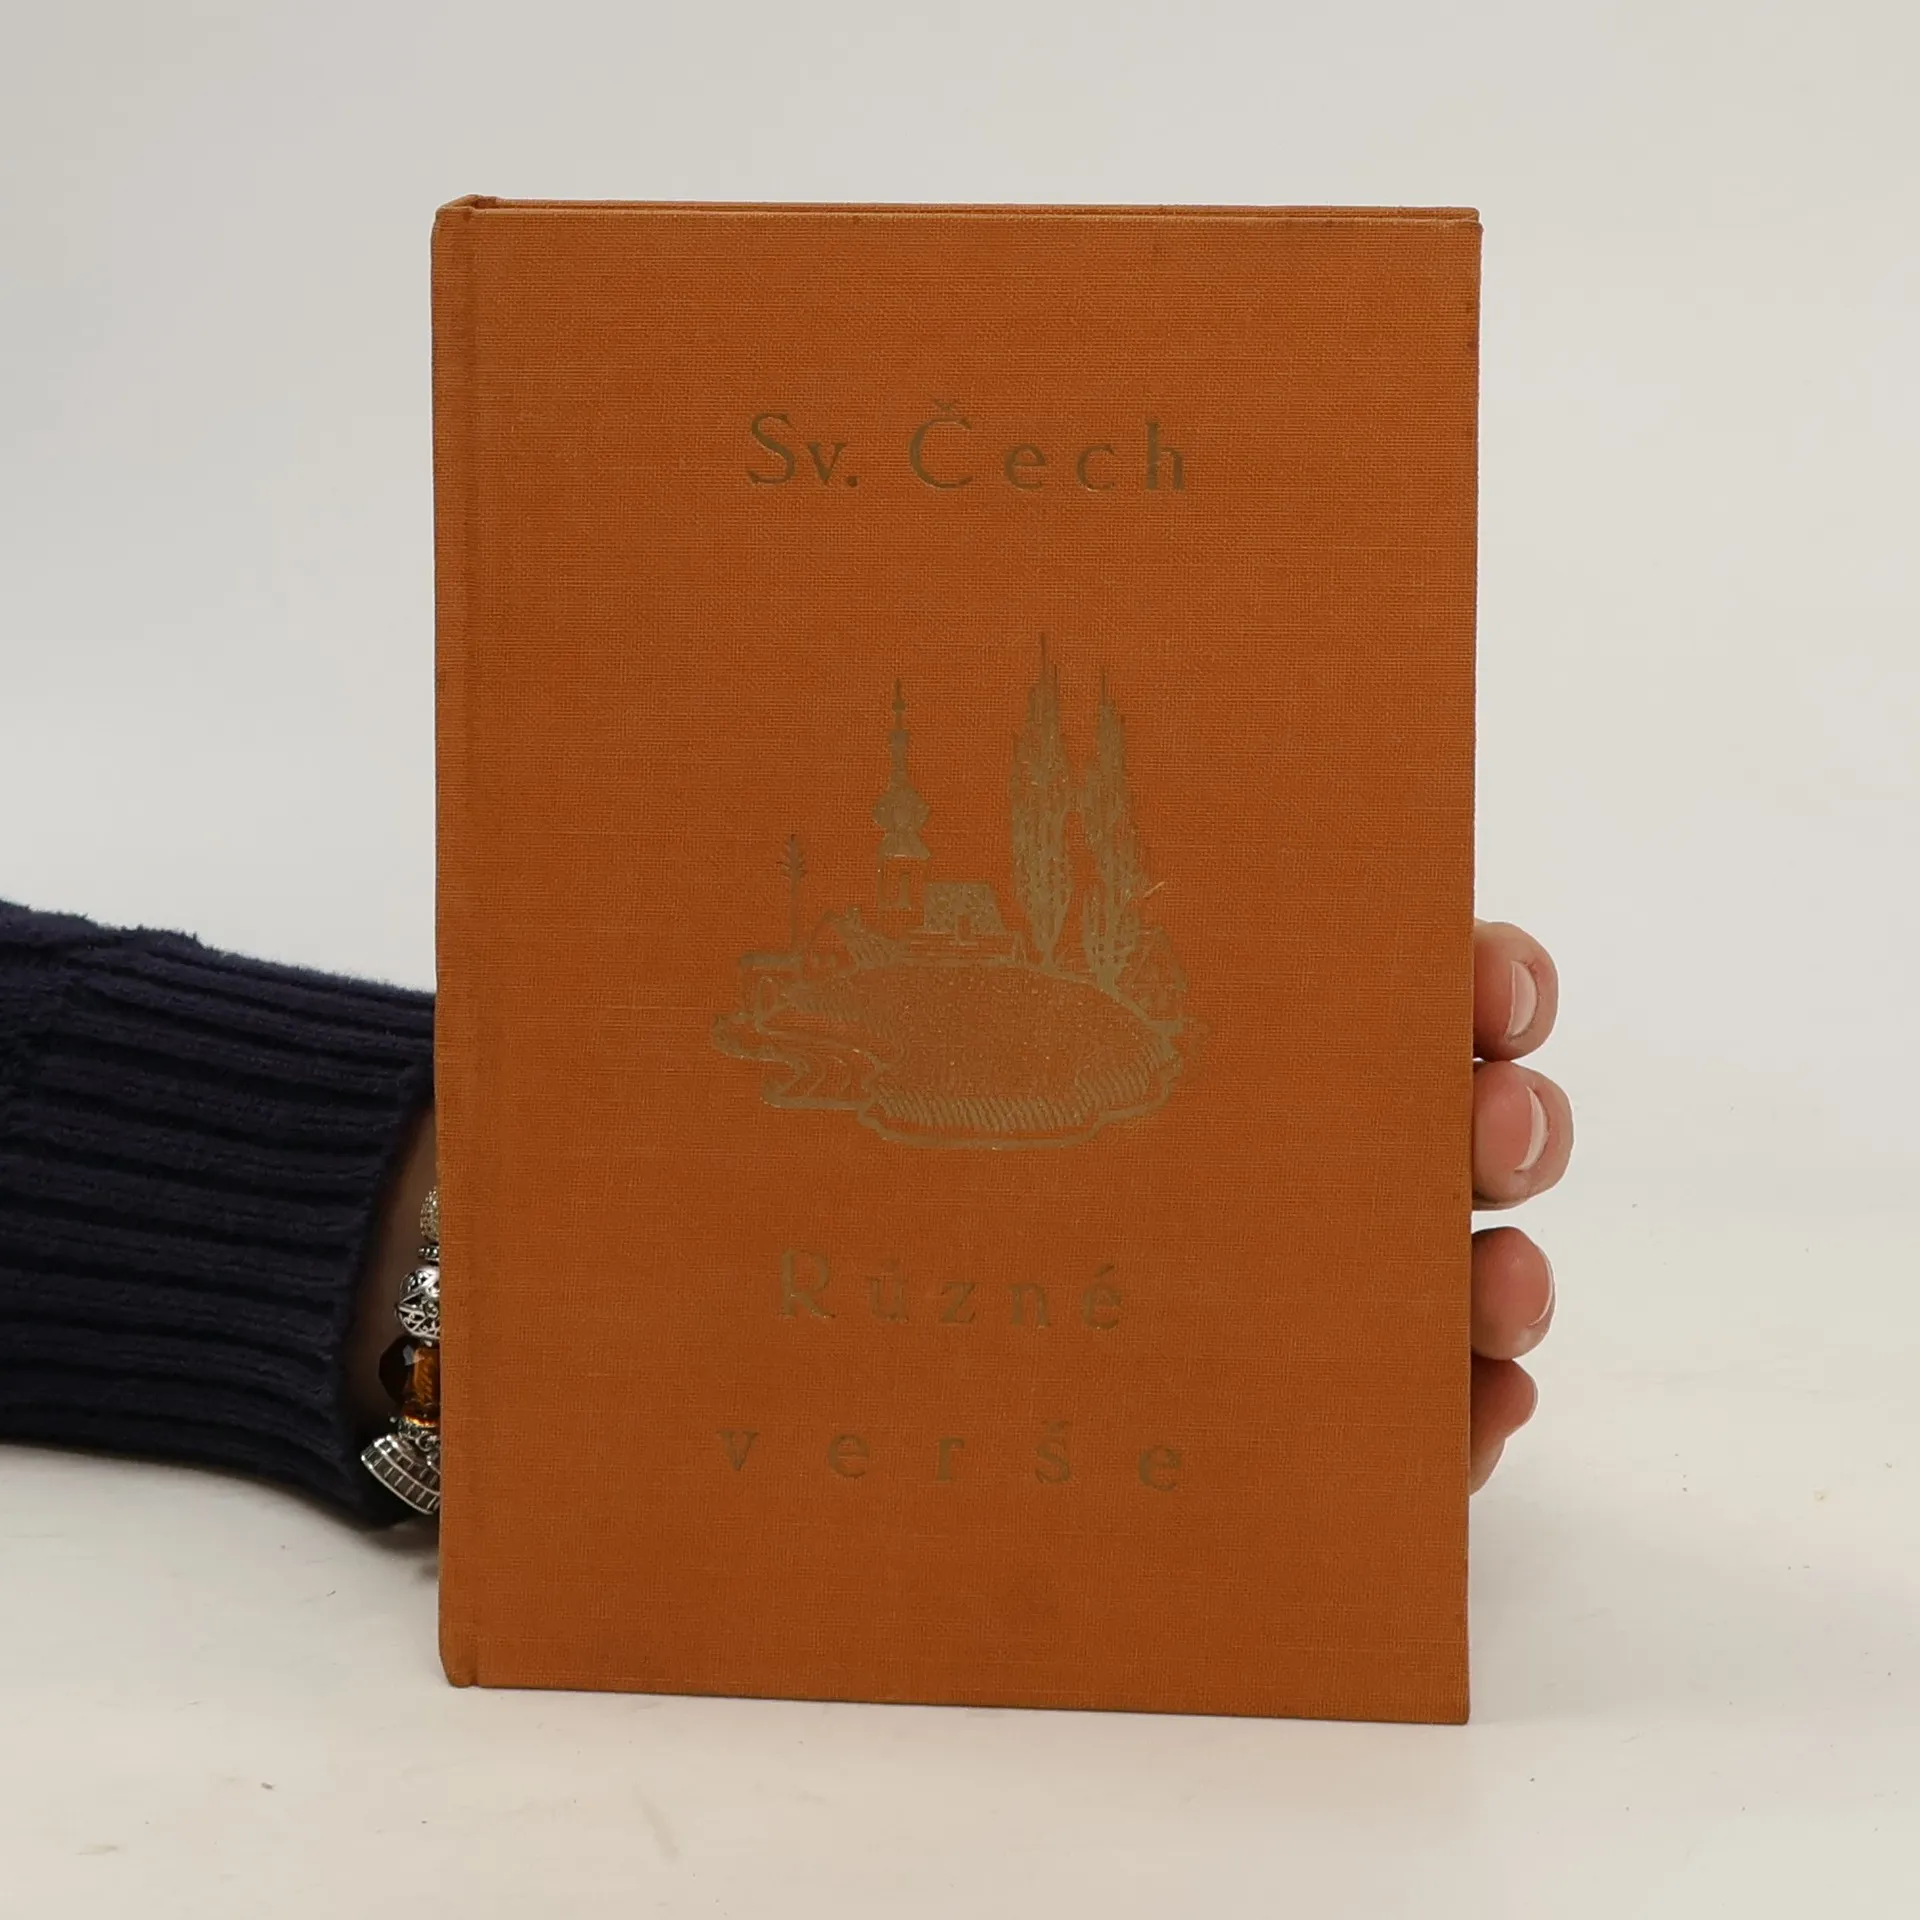 Sv. Čech
Různé
verše